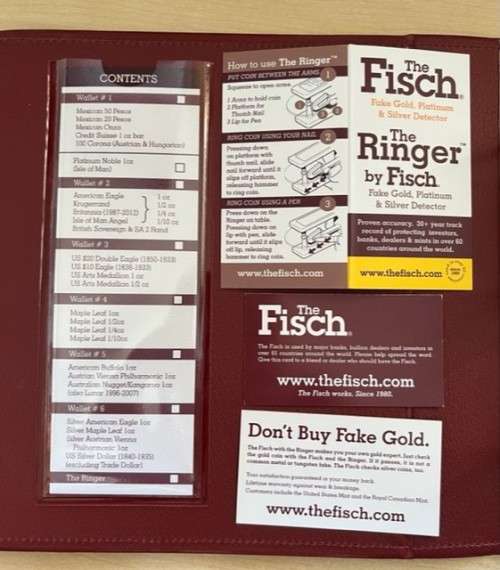 CONTENTS
Wallet # 1
Mexican 50 Pesos
Mexican 20 Pesos
Mexican Onza
Credit Suisse 1 oz bar
100 Corona (Austrian & Hungarian)
Platinum Noble 1oz
(Isle of Man)
Wallet # 2
American Eagle
Krugerrand
Britannia (1987-2012)
Isle of Man Angel
British Sovereign & SA 2 Rand
1 oz
1/2 oz
1/4 oz
1/10 oz
Wallet # 3
US $20 Double Eagle (1850-1933)
US $10 Eagle (1838-1933)
US Arts Medallion 1 oz
US Arts Medallion 1/2 oz
Wallet # 4
Maple Leaf 1oz
Maple Leaf 1/2oz
Maple Leaf 1/4oz
Maple Leaf 1/10oz
Wallet # 5
American Buffalo 1oz
Austrian Vienna Philharmonic 1oz
Australian Nugget/Kangaroo 1oz
(also Lunar 1996-2007)
Wallet # 6
Silver American Eagle 1oz
Silver Maple Leaf 1oz
Silver Austrian Vienna
Philharmonic 1oz
US Silver Dollar (1840-1935)
(excluding Trade Dollar)
The Ringer
How to use The Ringer™
PUT COIN BETWEEN THE ARMS 1
Squeeze to open arms
1 Arms to hold coin
2 Platform for
Thumb Nail
3 Lip for Pen
RING COIN USING YOUR NAIL 2
Pressing down
on platform with
thumb nail, slide
nail forward until it
slips off platform,
releasing hammer
to ring coin.
RING COIN USING A PEN 3
Press down on the
Ringer on table.
Pressing down on
lip with pen, slide
forward until it slips
off lip, releasing
hammer to ring coin.
www.thefisch.com
The
Fisch®
Fake Gold, Platinum
& Silver Detector
The
Ringer™
by Fisch®
Fake Gold, Platinum
& Silver Detector
Proven accuracy. 30+ year track
record of protecting investors,
banks, dealers & mints in over 60
countries around the world.
www.thefisch.com
The
Fisch®
The Fisch is used by major banks, bullion dealers and investors in
over 60 countries around the world. Please help spread the word.
Give this card to a friend or dealer who should have the Fisch.
www.thefisch.com
The Fisch works. Since 1980.
Don't Buy Fake Gold.
The Fisch with the Ringer makes you your own gold expert. Just check
the gold coin with the Fisch and the Ringer. If it passes, it is not a
common metal or tungsten fake. The Fisch checks silver coins, too.
Your satisfaction guaranteed or your money back.
Lifetime warranty against wear & breakage.
Customers include the United States Mint and the Royal Canadian Mint.
www.thefisch.com